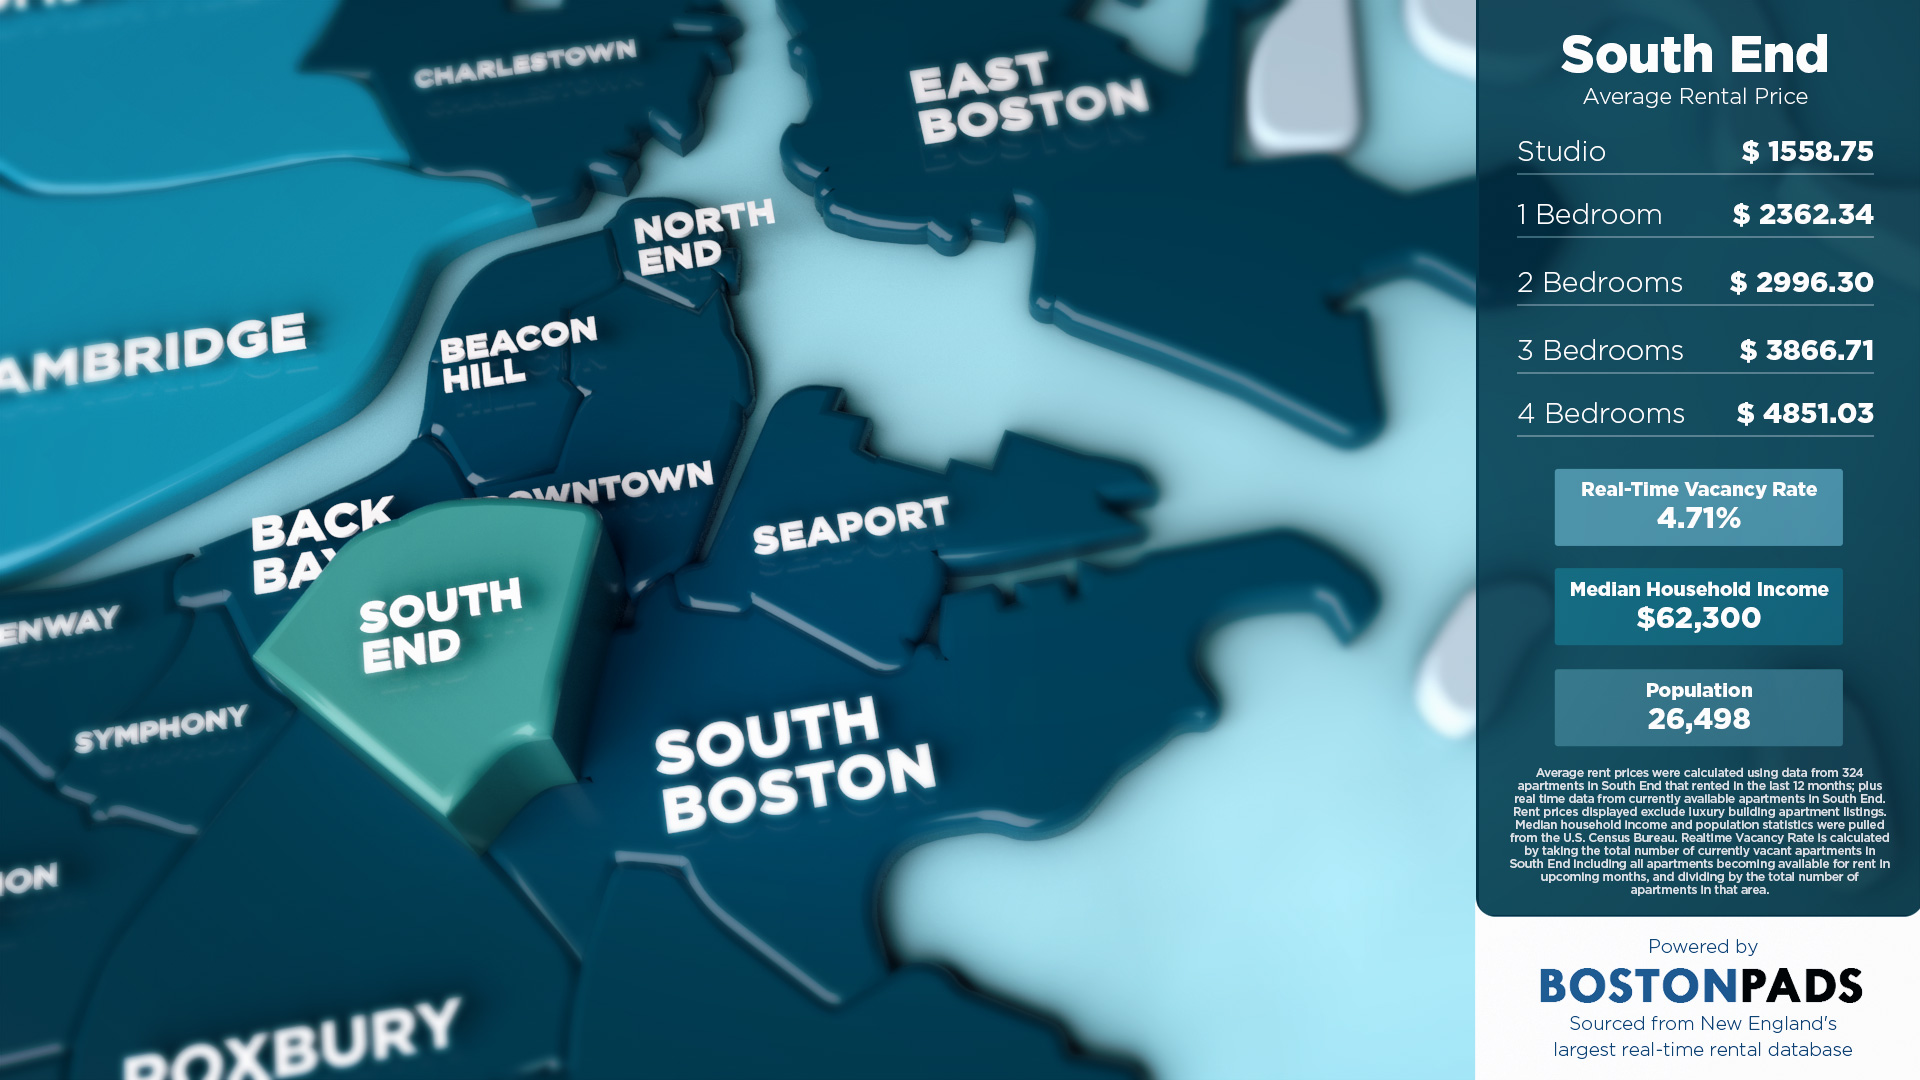 CHARLESTOWN
EAST
BOSTON
NORTH
END
AMBRIDGE
BEACON
HILL
DOWNTOWN
BACK
BAY
SEAPORT
SOUTH
END
ENWAY
SYMPHONY
SOUTH
BOSTON
ION
ROXBURY
South End
Average Rental Price
Studio $ 1558.75
1 Bedroom $ 2362.34
2 Bedrooms $ 2996.30
3 Bedrooms $ 3866.71
4 Bedrooms $ 4851.03
Real-Time Vacancy Rate
4.71%
Median Household Income
$62,300
Population
26,498
Average rent prices were calculated using data from 324
apartments in South End that rented in the last 12 months; plus
real time data from currently available apartments in South End.
Rent prices displayed exclude luxury building apartment listings.
Median household income and population statistics were pulled
from the U.S. Census Bureau. Realtime Vacancy Rate is calculated
by taking the total number of currently vacant apartments in
South End including all apartments becoming available for rent in
upcoming months, and dividing by the total number of
apartments in that area.
Powered by
BOSTONPADS
Sourced from New England's
largest real-time rental database